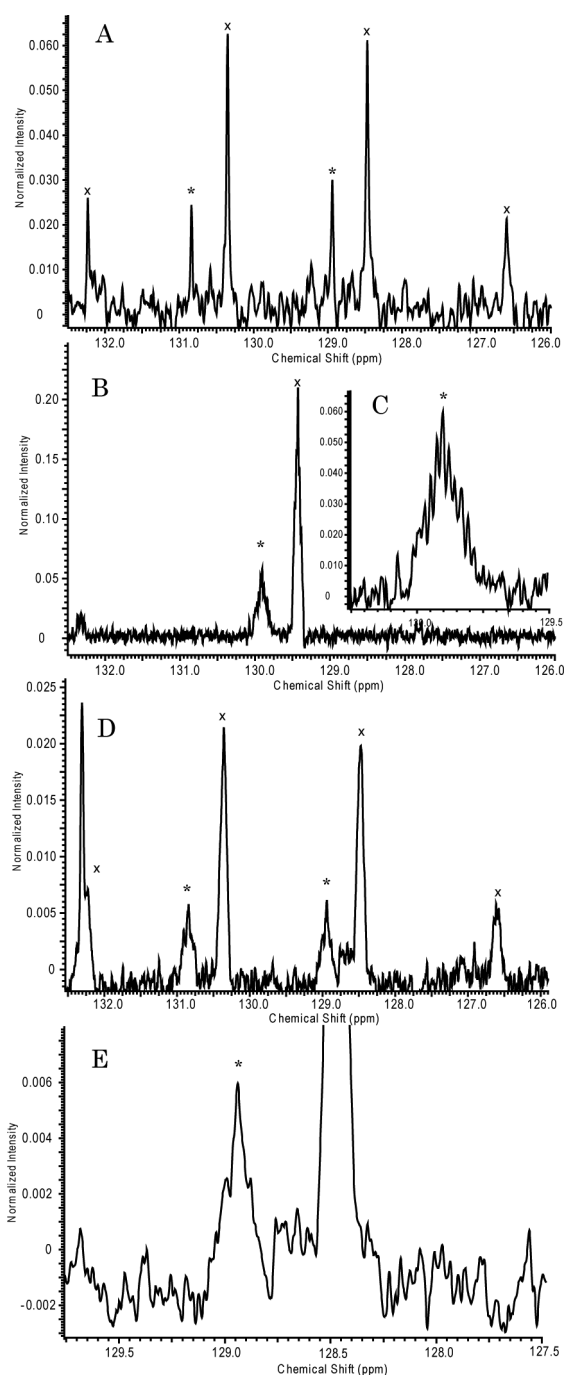 A
Normalized Intensity
0.060
0.050
0.040
0.030
0.020
0.010
0
x
*
x
*
x
x
132.0 131.0 130.0 129.0 128.0 127.0 126.0
Chemical Shift (ppm)
B
Normalized Intensity
0.20
0.15
0.10
0.05
0
*
x
132.0 131.0 130.0 129.0 128.0 127.0 126.0
Chemical Shift (ppm)
C
*
0.060
0.050
0.040
0.030
0.020
0.010
0
129.5
D
Normalized Intensity
0.025
0.020
0.015
0.010
0.005
0
x
*
x
*
x
x
132.0 131.0 130.0 129.0 128.0 127.0 126.0
Chemical Shift (ppm)
E
Normalized Intensity
0.006
0.004
0.002
0
-0.002
*
129.5 129.0 128.5 128.0 127.5
Chemical Shift (ppm)